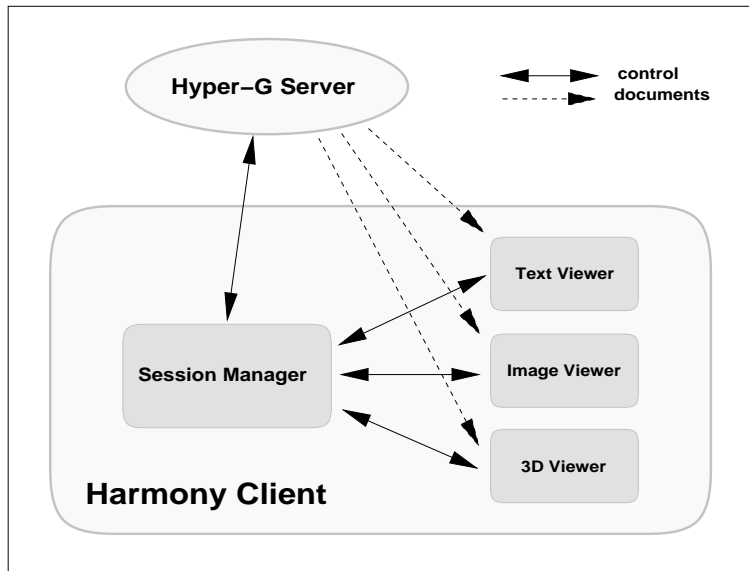 Hyper–G Server
control
documents
Text Viewer
Session Manager
Image Viewer
3D Viewer
Harmony Client